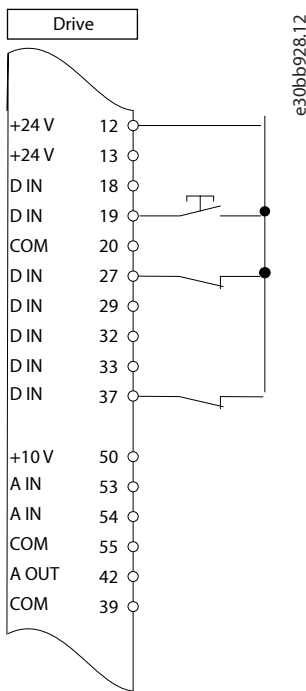 Drive
e30bb928.12
+24 V 12
+24 V 13
D IN 18
D IN 19
COM 20
D IN 27
D IN 29
D IN 32
D IN 33
D IN 37
+10 V 50
A IN 53
A IN 54
COM 55
A OUT 42
COM 39